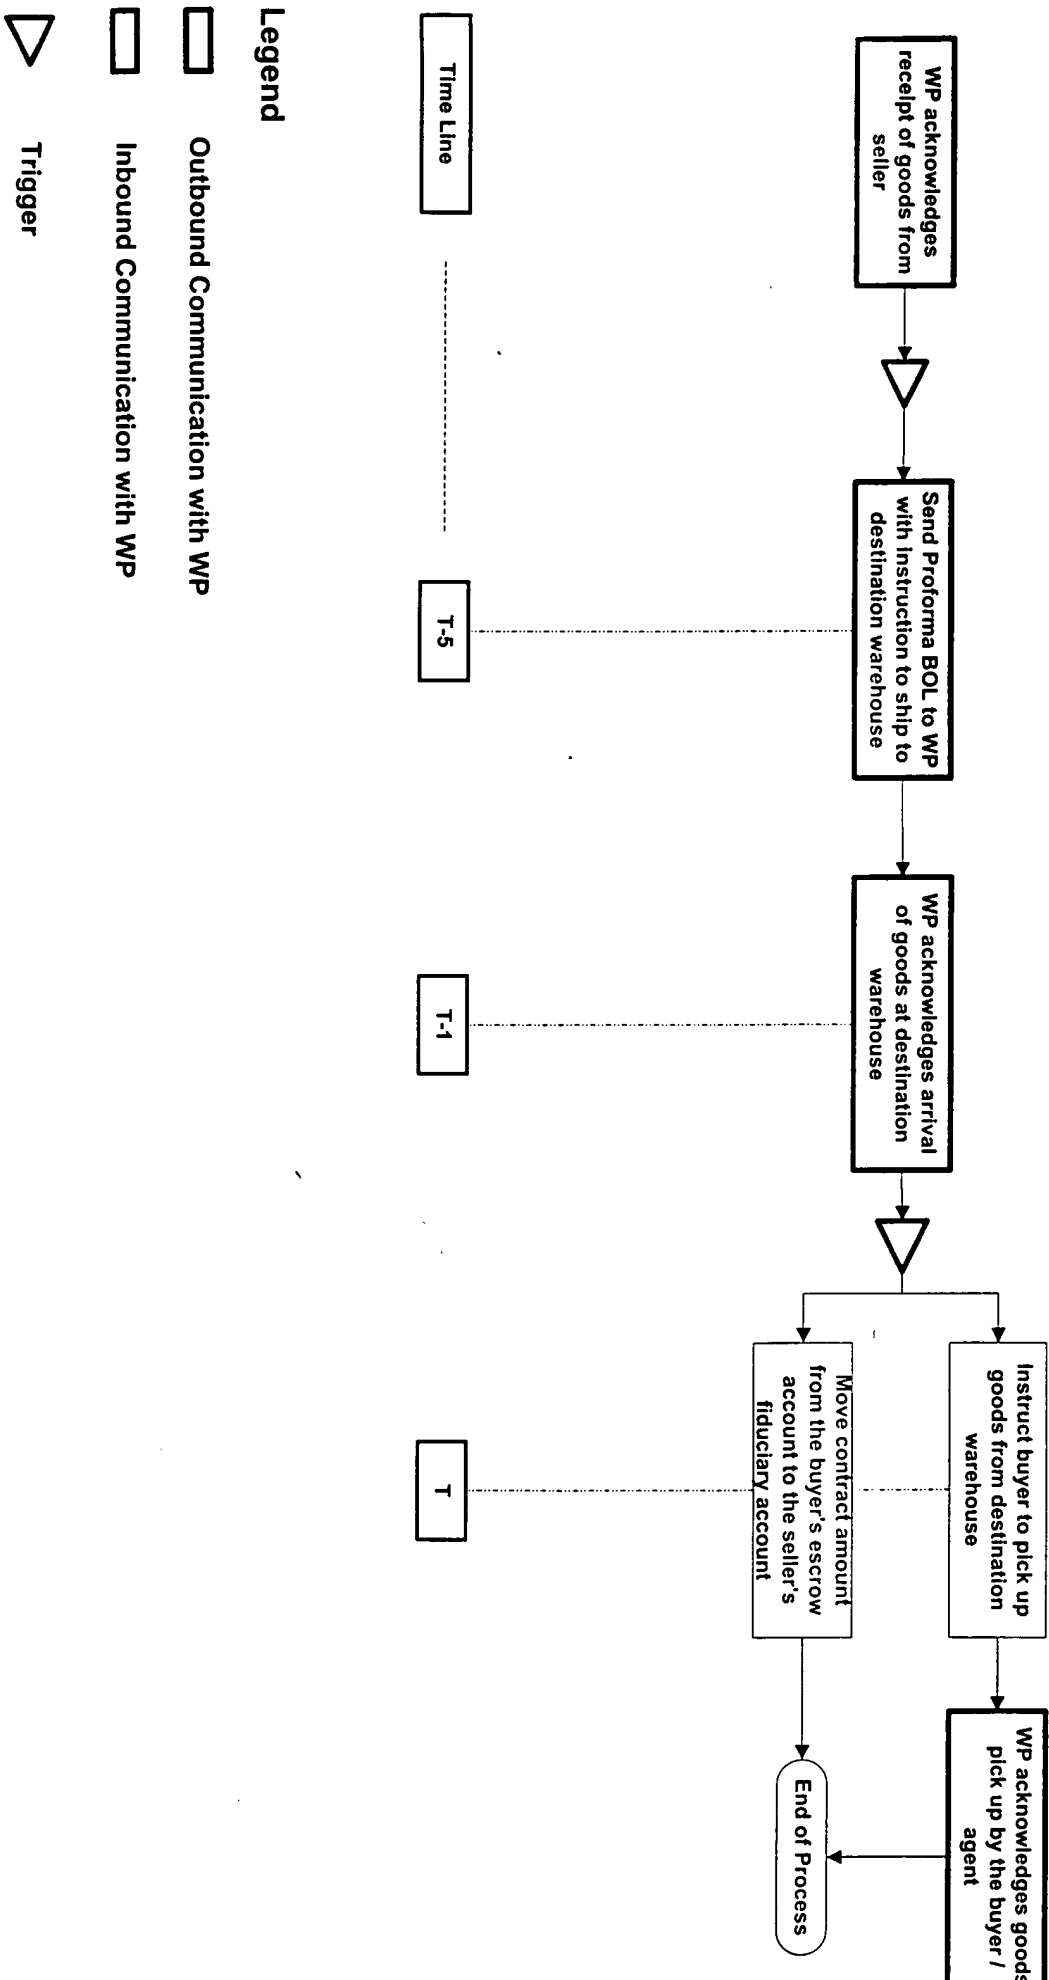 WP acknowledges
receipt of goods from
seller
Send Proforma BOL to WP
with instruction to ship to
destination warehouse
WP acknowledges arrival
of goods at destination
warehouse
Instruct buyer to pick up
goods from destination
warehouse
WP acknowledges goods
pick up by the buyer /
agent
Move contract amount
from the buyer's escrow
account to the seller's
fiduciary account
End of Process
Time Line
T-5
T-1
T
Legend
Outbound Communication with WP
Inbound Communication with WP
Trigger